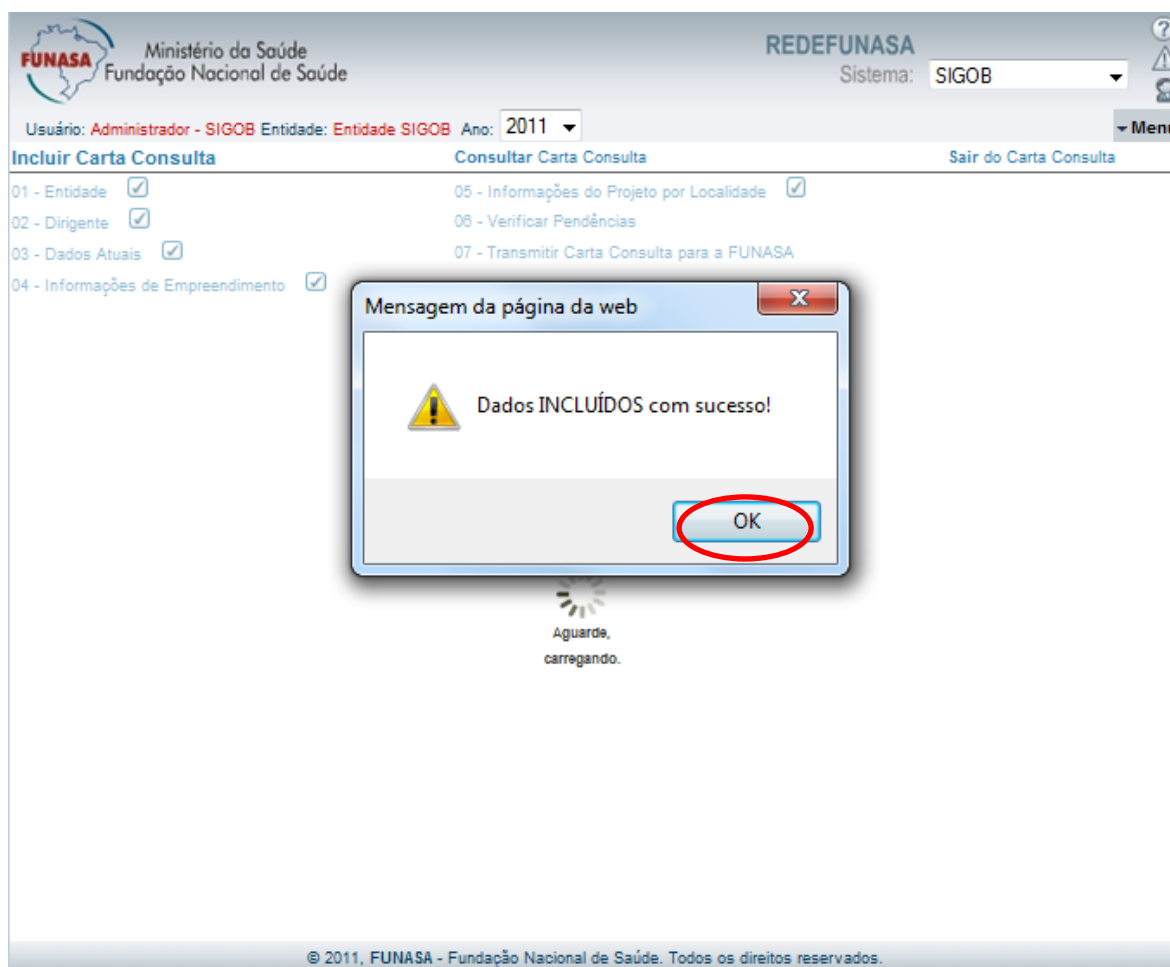 FUNASA
Ministério da Saúde
Fundação Nacional de Saúde
REDEFUNASA
Sistema: SIGOB
Usuário: Administrador - SIGOB Entidade: Entidade SIGOB Ano: 2011
Menu
Incluir Carta Consulta
Consultar Carta Consulta
Sair do Carta Consulta
01 - Entidade
05 - Informações do Projeto por Localidade
02 - Dirigente
06 - Verificar Pendências
03 - Dados Atuais
07 - Transmitir Carta Consulta para a FUNASA
04 - Informações de Empreendimento
Mensagem da página da web
Dados INCLUÍDOS com sucesso!
OK
Aguarde,
carregando.
© 2011, FUNASA - Fundação Nacional de Saúde. Todos os direitos reservados.